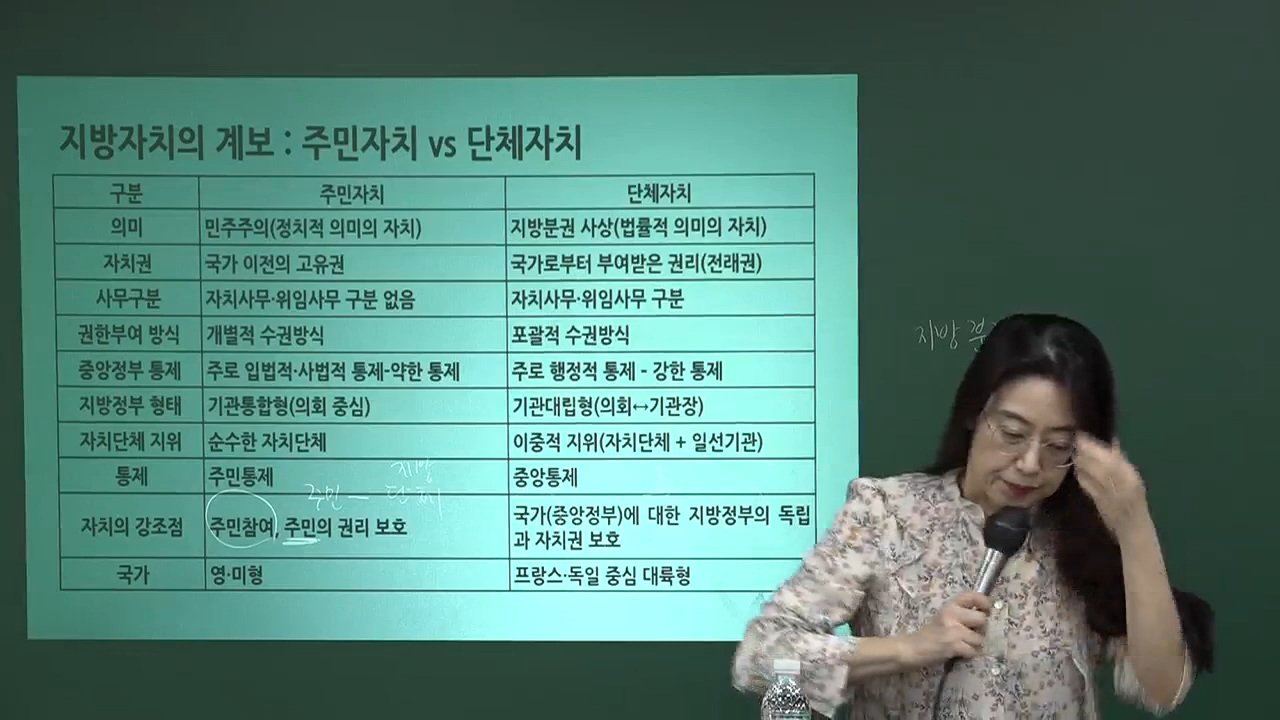 지방자치의 계보 : 주민자치 vs 단체자치
구분 주민자치 단체자치
의미 민주주의(정치적 의미의 자치) 지방분권 사상(법률적 의미의 자치)
자치권 국가 이전의 고유권 국가로부터 부여받은 권리(전래권)
사무구분 자치사무·위임사무 구분 없음 자치사무·위임사무 구분
권한부여 방식 개별적 수권방식 포괄적 수권방식
중앙정부 통제 주로 입법적·사법적 통제-약한 통제 주로 행정적 통제 - 강한 통제
지방정부 형태 기관통합형(의회 중심) 기관대립형(의회↔기관장)
자치단체 지위 순수한 자치단체 이중적 지위(자치단체 + 일선기관)
통제 주민통제 중앙통제
지방
주민 — 단체
자치의 강조점 주민참여, 주민의 권리 보호 국가(중앙정부)에 대한 지방정부의 독립
과 자치권 보호
국가 영·미형 프랑스·독일 중심 대륙형
지방